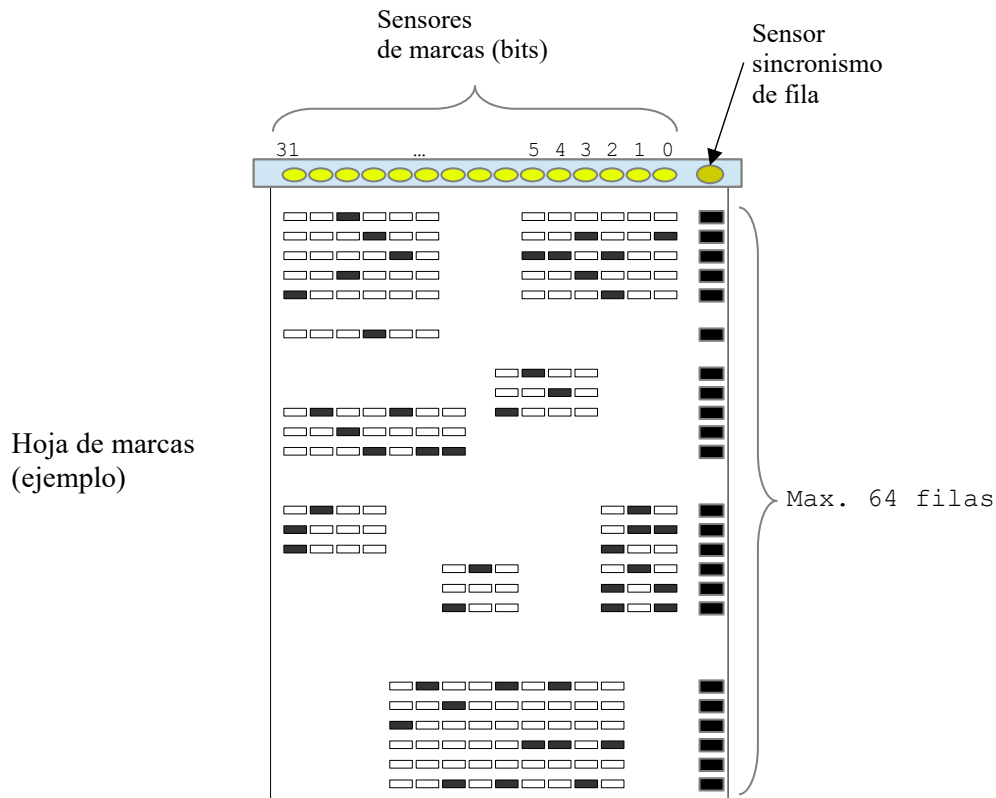 Sensores
de marcas (bits)
Sensor
sincronismo
de fila
31 … 5 4 3 2 1 0
Hoja de marcas
(ejemplo)
Max. 64 filas